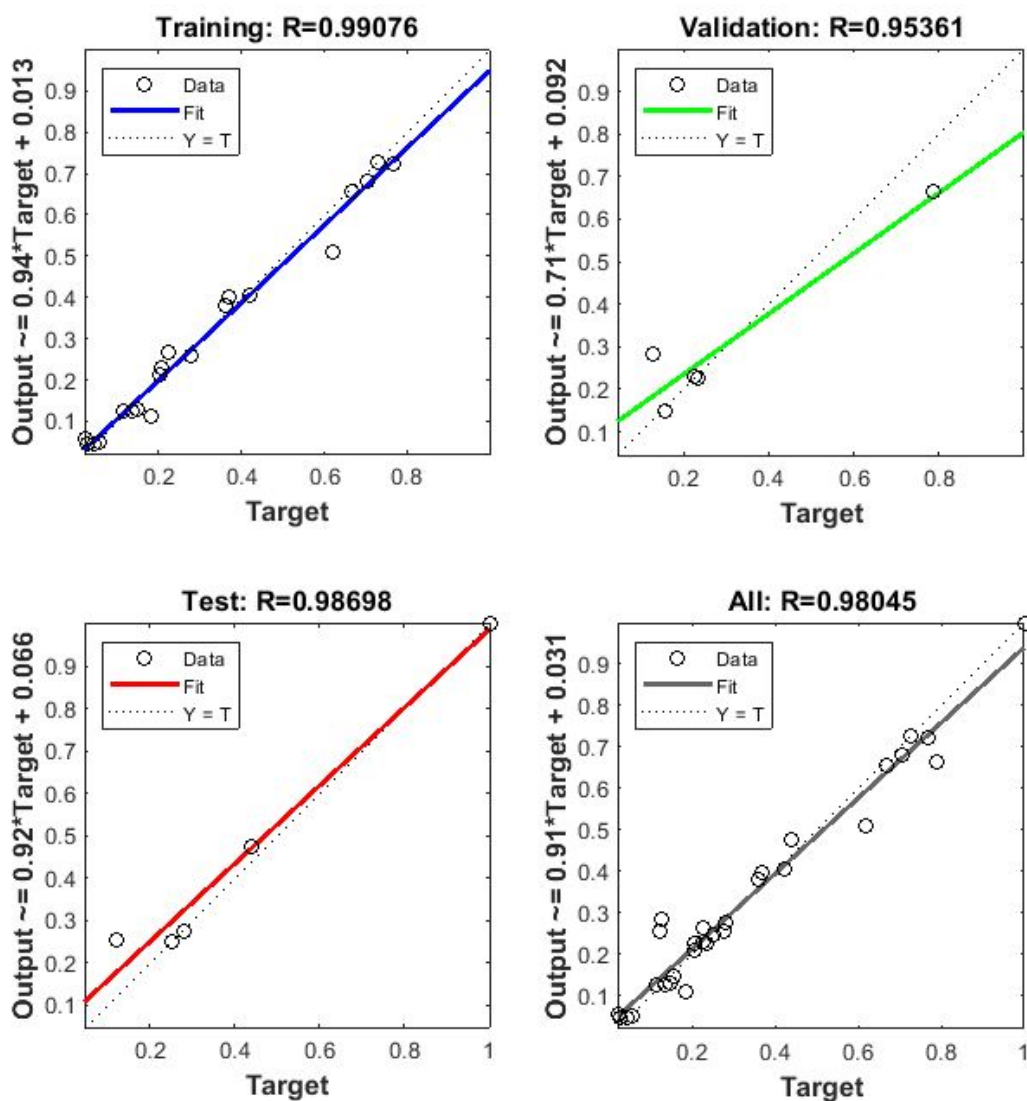 Training: R=0.99076
Output ~= 0.94*Target + 0.013
0.9
0.8
0.7
0.6
0.5
0.4
0.3
0.2
0.1
Data
Fit
Y = T
0.2
0.4
0.6
0.8
Target
Validation: R=0.95361
Output ~= 0.71*Target + 0.092
0.9
0.8
0.7
0.6
0.5
0.4
0.3
0.2
0.1
Data
Fit
Y = T
0.2
0.4
0.6
0.8
Target
Test: R=0.98698
Output ~= 0.92*Target + 0.066
0.9
0.8
0.7
0.6
0.5
0.4
0.3
0.2
0.1
Data
Fit
Y = T
0.2
0.4
0.6
0.8
1
Target
All: R=0.98045
Output ~= 0.91*Target + 0.031
0.9
0.8
0.7
0.6
0.5
0.4
0.3
0.2
0.1
Data
Fit
Y = T
0.2
0.4
0.6
0.8
1
Target